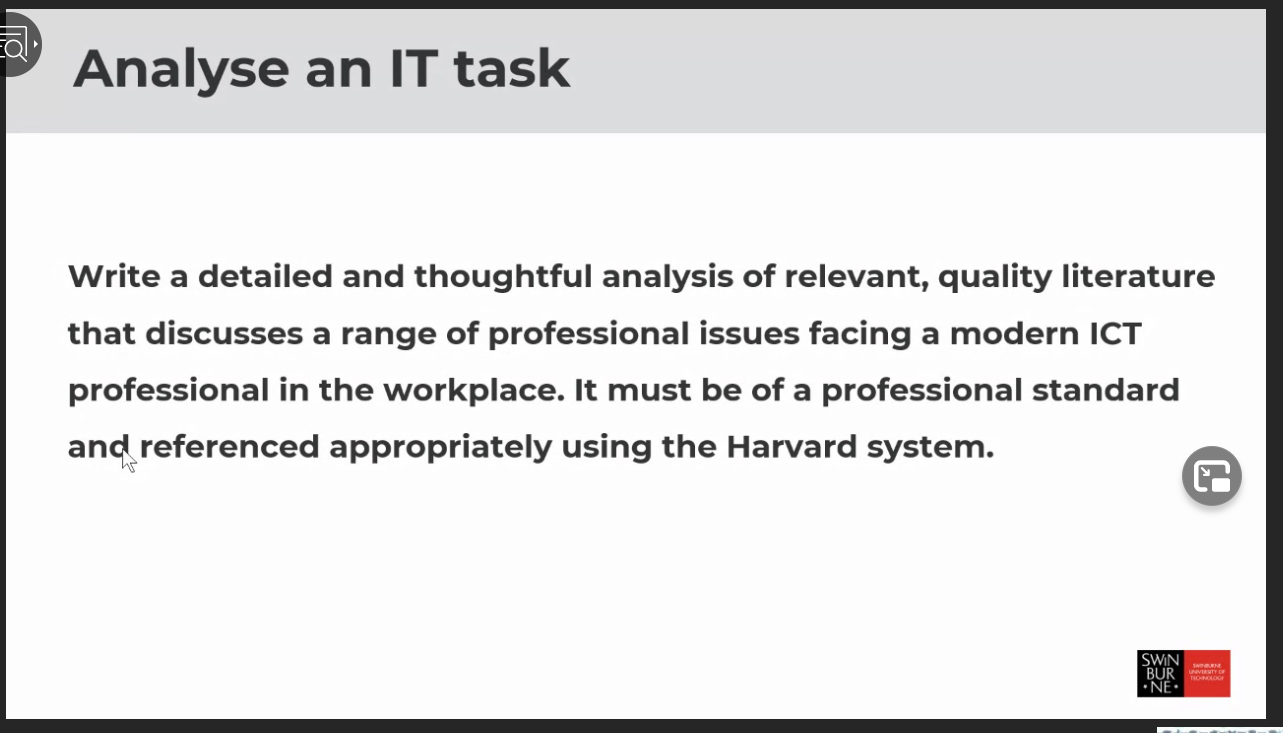 Analyse an IT task
Write a detailed and thoughtful analysis of relevant, quality literature
that discusses a range of professional issues facing a modern ICT
professional in the workplace. It must be of a professional standard
and referenced appropriately using the Harvard system.
SWIN
BUR
• NE •
SWINBURNE
UNIVERSITY OF
TECHNOLOGY